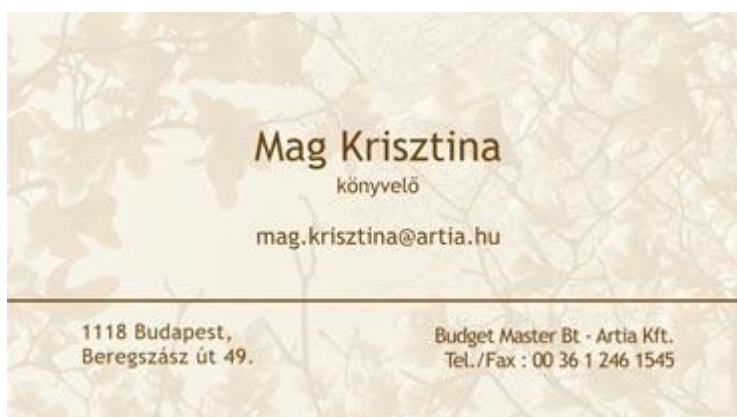 Mag Krisztina
könyvelő
mag.krisztina@artia.hu
1118 Budapest,
Beregszász út 49.
Budget Master Bt - Artia Kft.
Tel./Fax : 00 36 1 246 1545